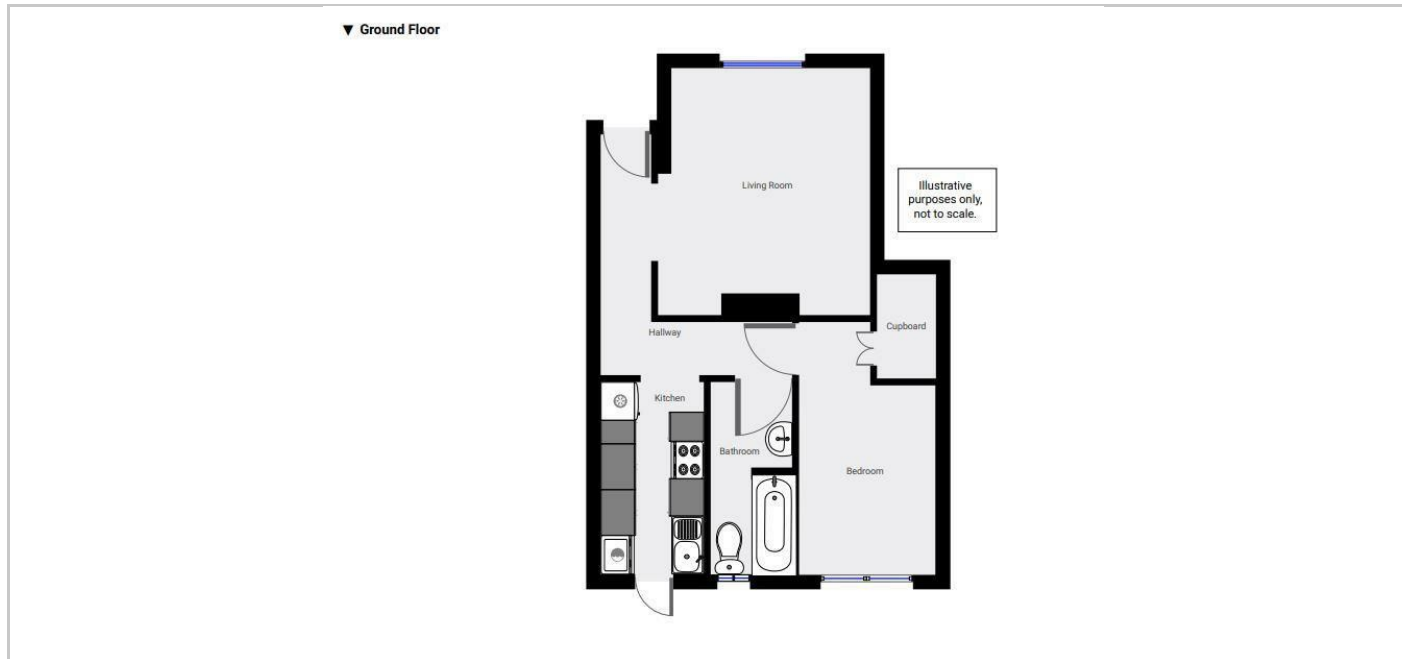 ▼ Ground Floor
Living Room
Illustrative
purposes only,
not to scale.
Hallway
Cupboard
Kitchen
Bathroom
Bedroom